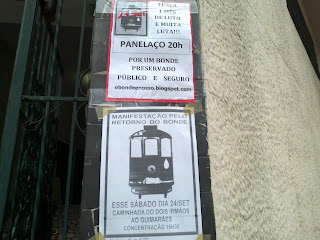 TERÇA
1 MÊS
DE LUTO
E MUITA
LUTA!!!
PANELAÇO 20h
POR UM BONDE
PRESERVADO
PÚBLICO E SEGURO
obondeenosso.blogspot.com
MANIFESTAÇÃO PELO
RETORNO DO BONDE
ESSE SÁBADO DIA 24/SET
CAMINHADA DO DOIS IRMÃOS
AO GUIMARÃES
CONCENTRAÇÃO 15H30